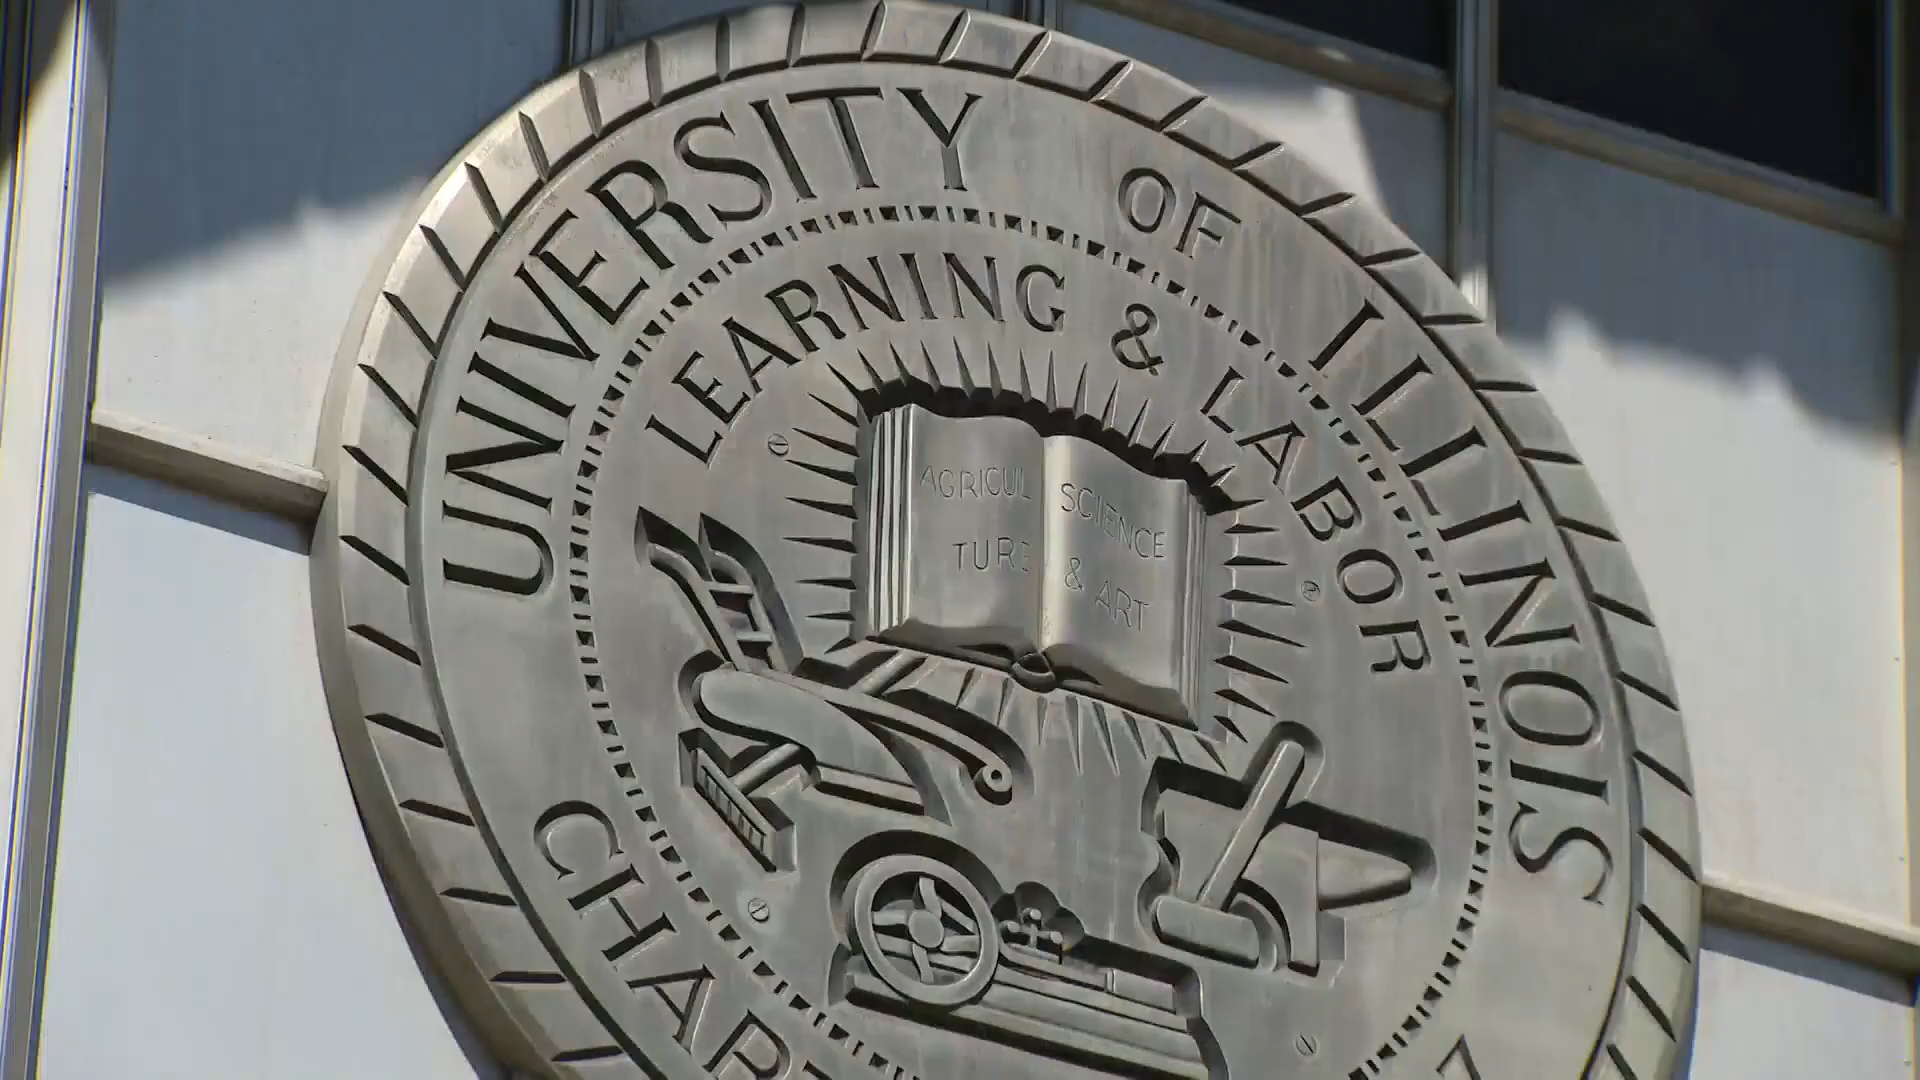 UNIVERSITY OF ILLINOIS
LEARNING & LABOR
AGRICUL
TURE
SCIENCE
& ART